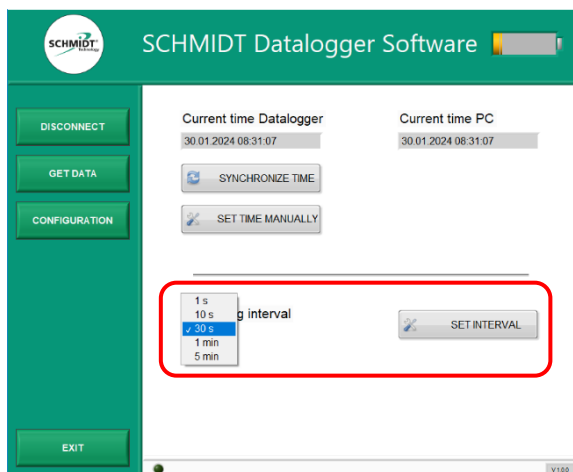 SCHMIDT
Technology
SCHMIDT Datalogger Software
DISCONNECT
GET DATA
CONFIGURATION
EXIT
Current time Datalogger
30.01.2024 08:31:07
Current time PC
30.01.2024 08:31:07
SYNCHRONIZE TIME
SET TIME MANUALLY
g interval
1 s
10 s
✓ 30 s
1 min
5 min
SET INTERVAL
V1.00